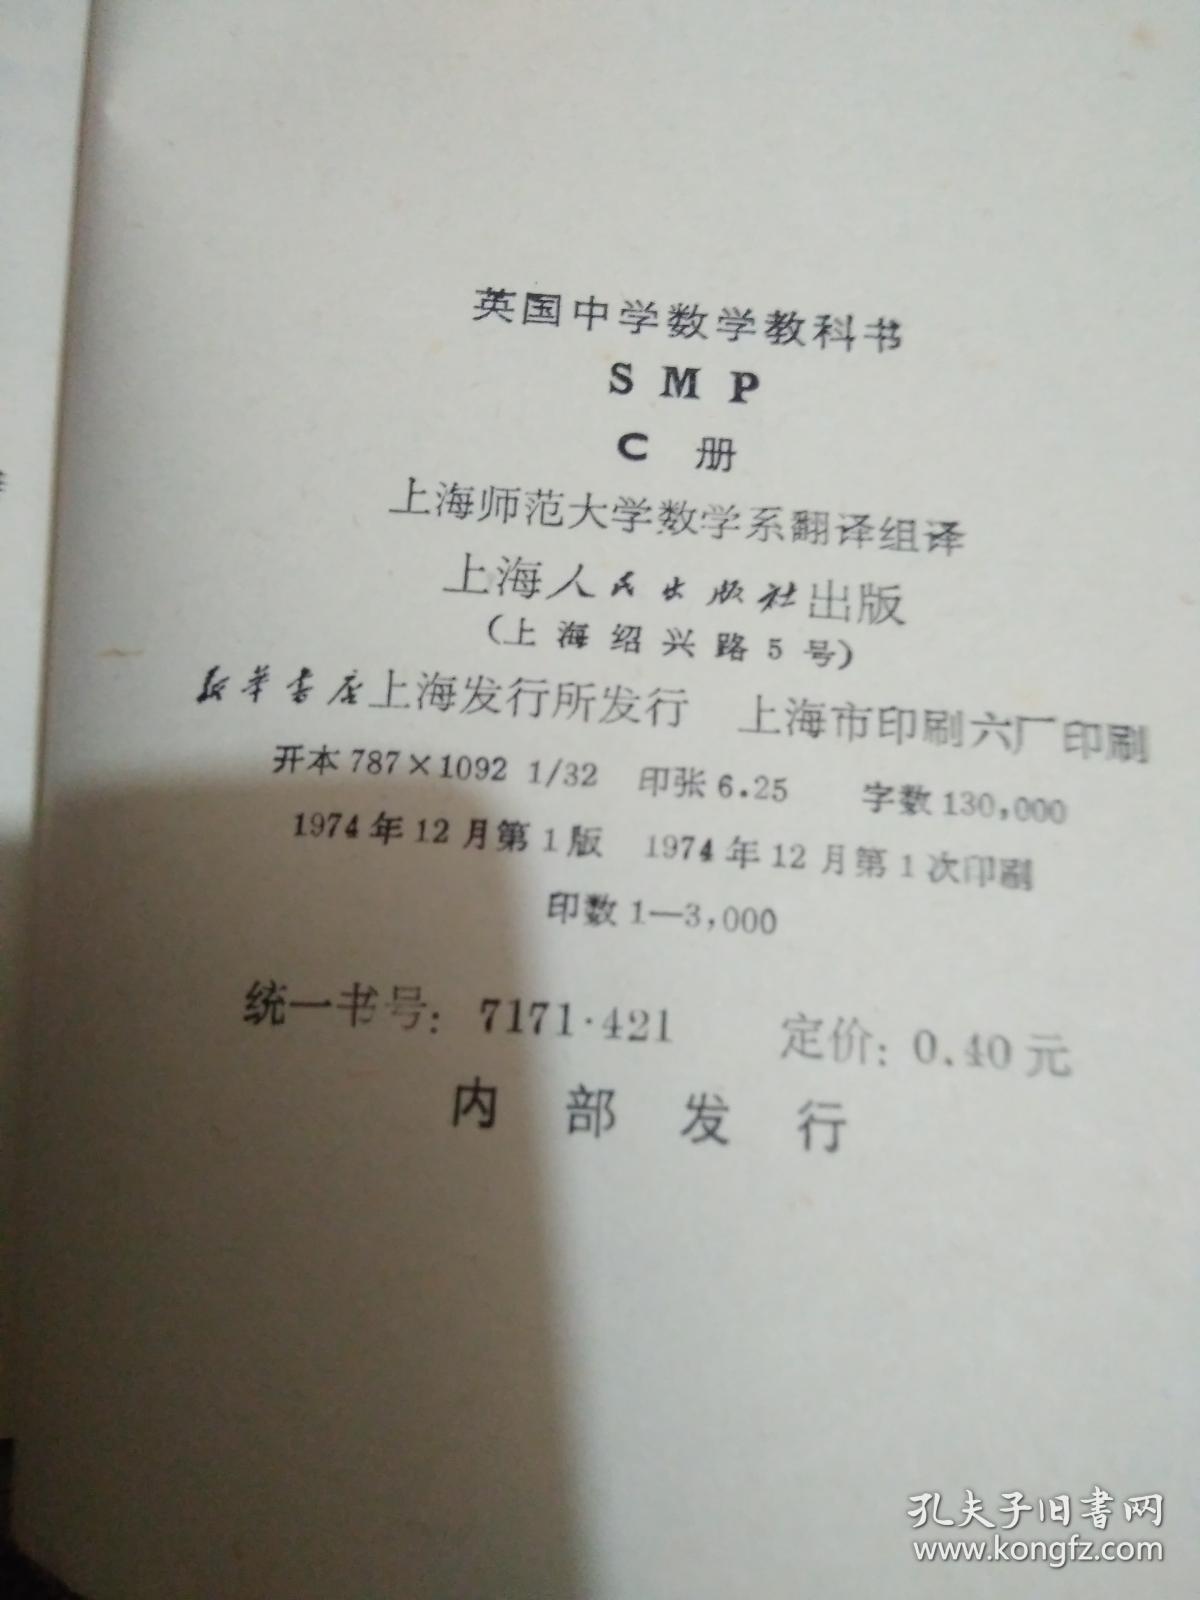 英国中学数学教科书
SMP
C 册
上海师范大学数学系翻译组译
上海人民出版社出版
(上海绍兴路5号)
新华书店上海发行所发行 上海市印刷六厂印刷
开本 787×1092 1/32 印张 6.25 字数 130,000
1974年12月第1版 1974年12月第1次印刷
印数 1—3,000
统一书号: 7171·421 定价: 0.40元
内部发行
孔夫子旧书网
www.kongfz.com